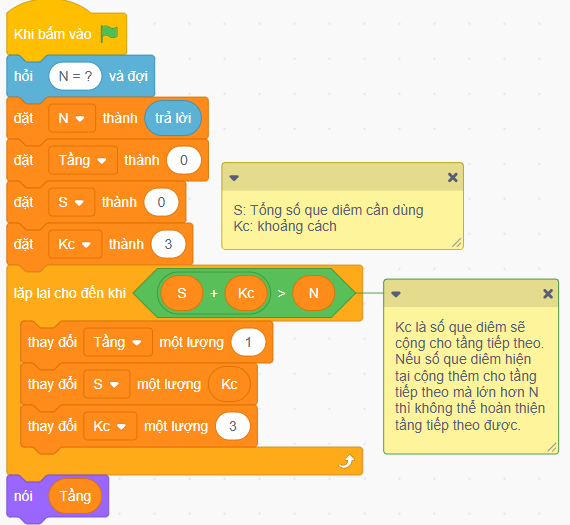 Khi bấm vào
hỏi N = ? và đợi
đặt N thành trả lời
đặt Tầng thành 0
đặt S thành 0
đặt Kc thành 3
S: Tổng số que diêm cần dùng
Kc: khoảng cách
lặp lại cho đến khi S + Kc > N
thay đổi Tầng một lượng 1
thay đổi S một lượng Kc
thay đổi Kc một lượng 3
Kc là số que diêm sẽ
cộng cho tầng tiếp theo.
Nếu số que diêm hiện
tại cộng thêm cho tầng
tiếp theo mà lớn hơn N
thì không thể hoàn thiện
tầng tiếp theo được.
nói Tầng